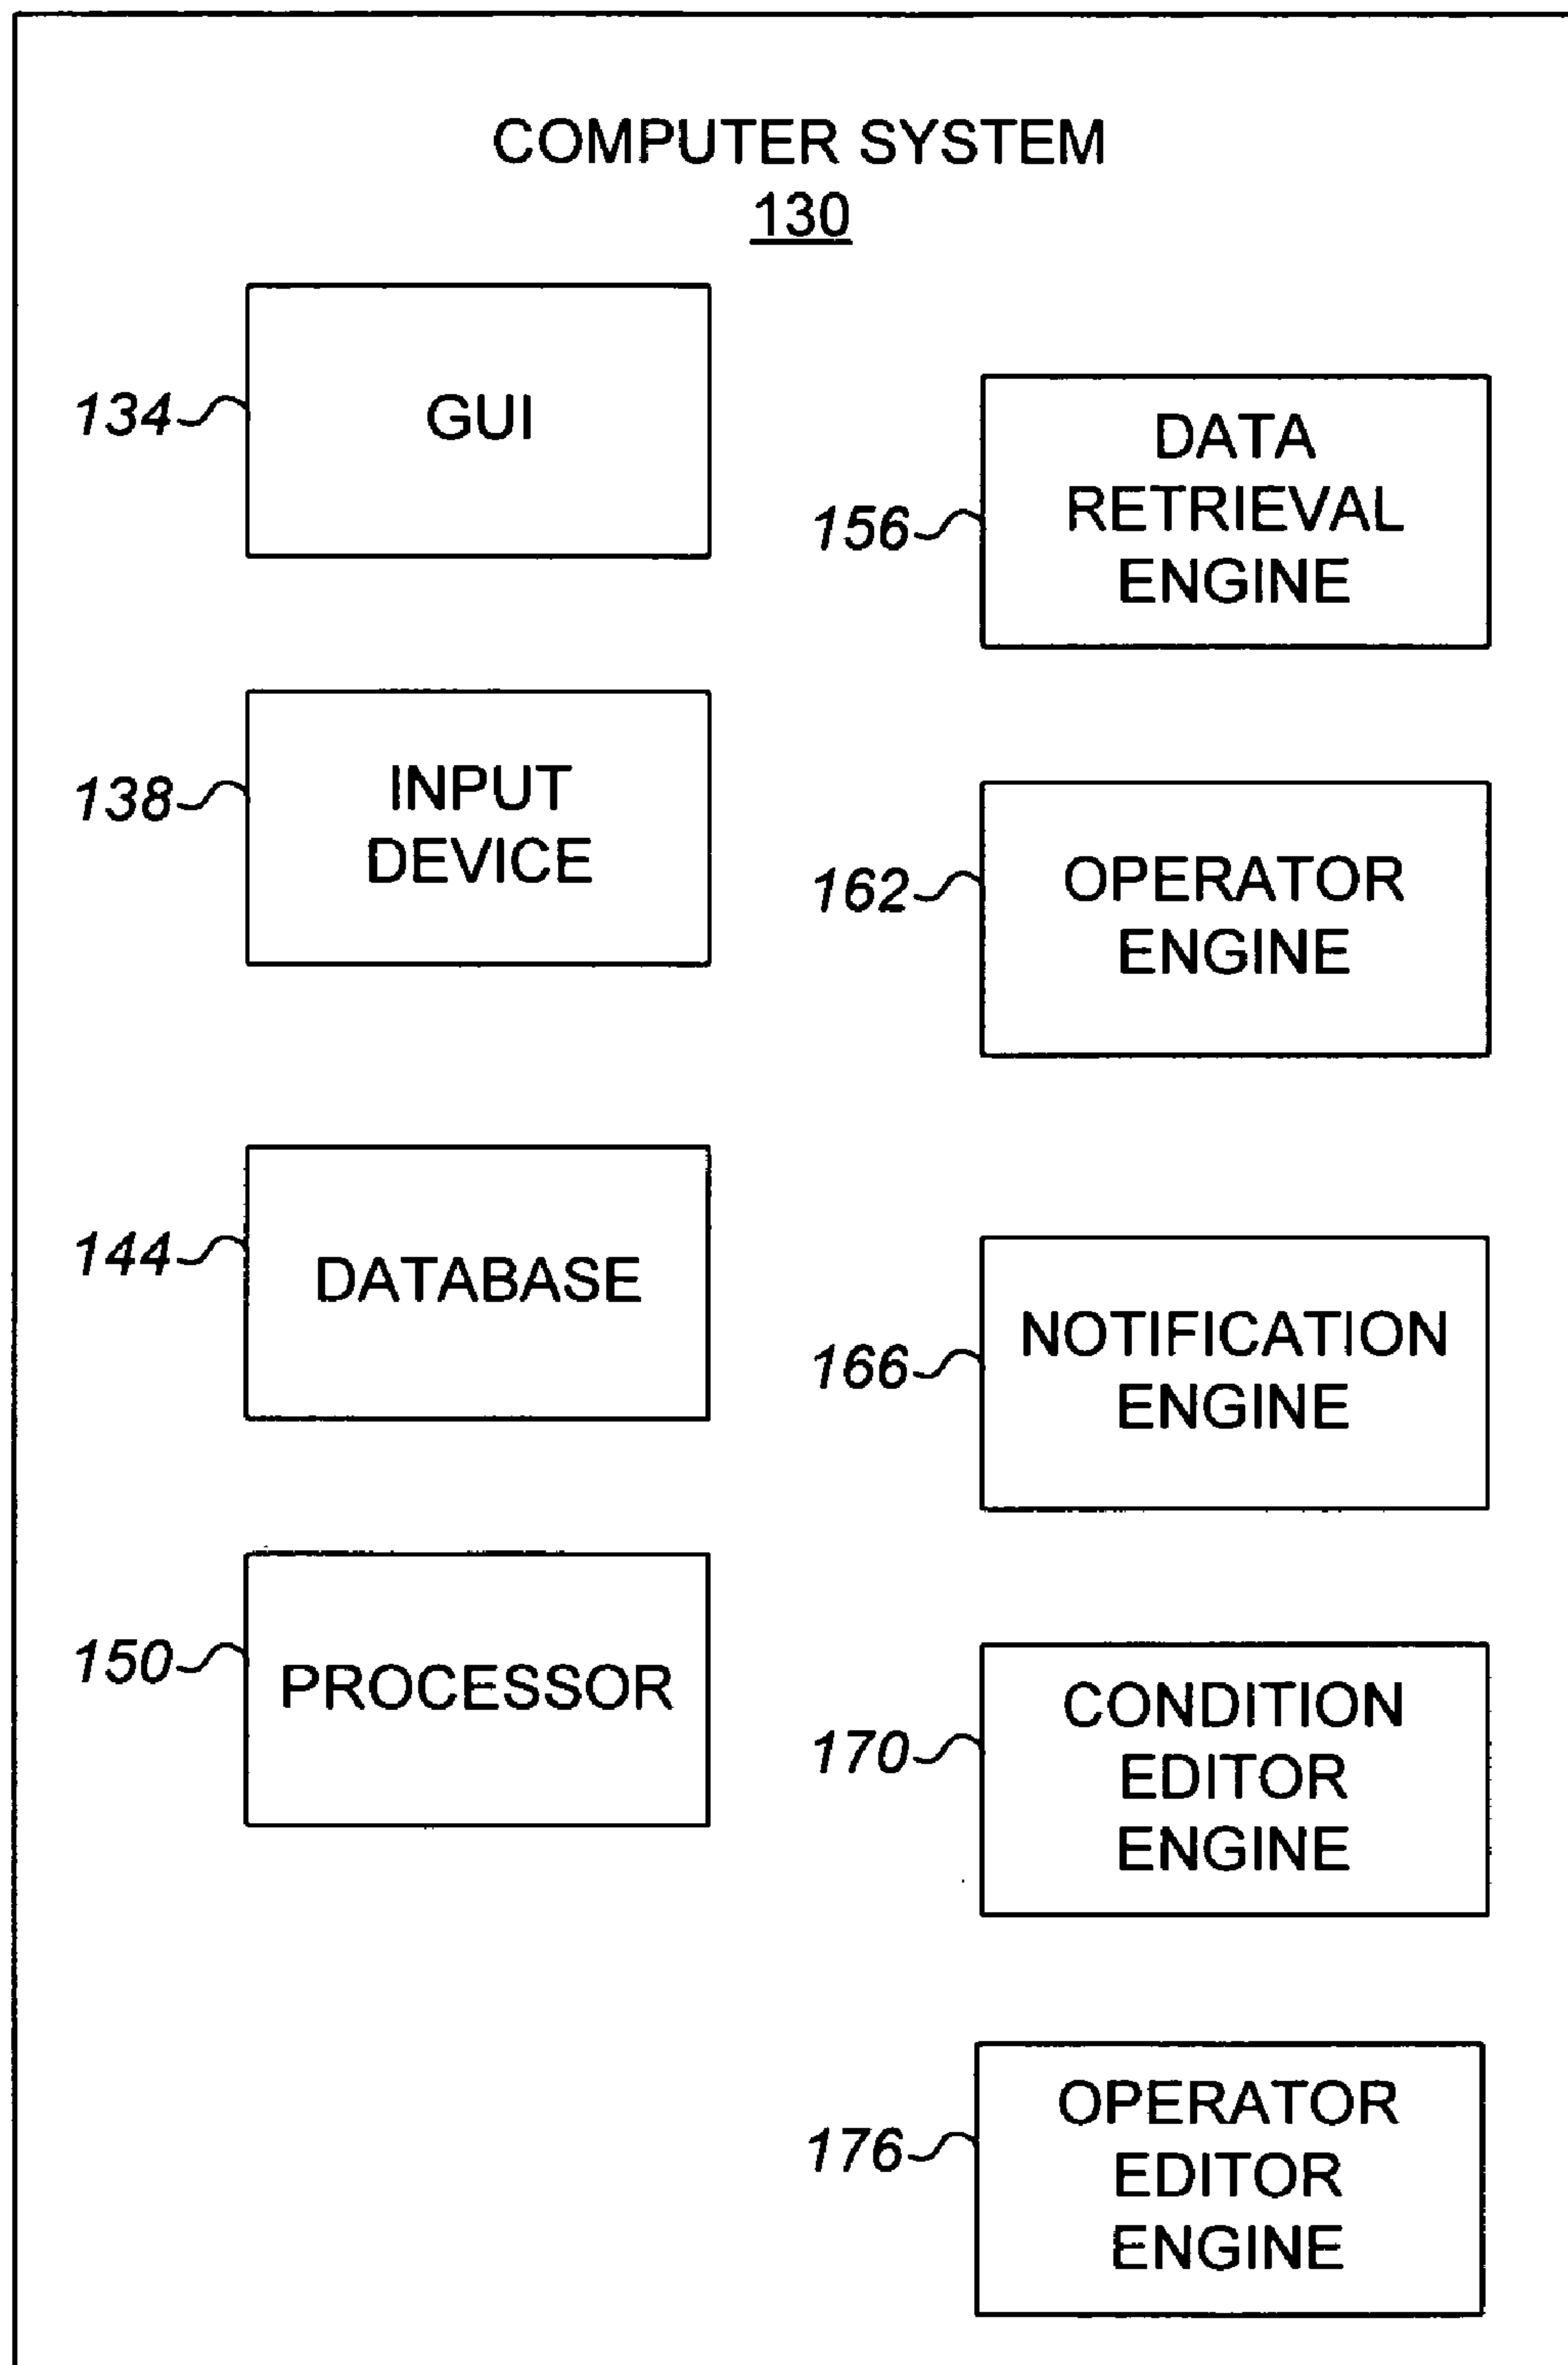 COMPUTER SYSTEM
130
134
GUI
138
INPUT
DEVICE
144
DATABASE
150
PROCESSOR
156
DATA
RETRIEVAL
ENGINE
162
OPERATOR
ENGINE
166
NOTIFICATION
ENGINE
170
CONDITION
EDITOR
ENGINE
176
OPERATOR
EDITOR
ENGINE